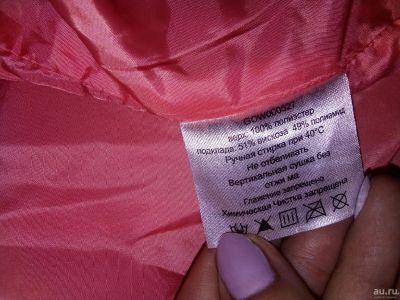 GOW000527
верх: 100% полиэстер
подклада: 51% вискоза 49% полиамид
Ручная стирка при 40°C
Не отбеливать
Вертикальная сушка без
отжима
Глажение запрещена
Химическая Чистка запрещена
au.ru